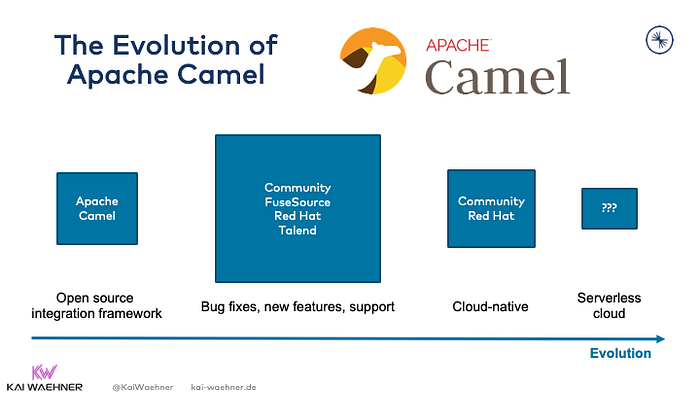 The Evolution of
Apache Camel
APACHE
Camel
Apache
Camel
Community
FuseSource
Red Hat
Talend
Community
Red Hat
???
Open source
integration framework
Bug fixes, new features, support
Cloud-native
Serverless
cloud
Evolution
KW
KAI WAEHNER
@KaiWaehner
kai-waehner.de